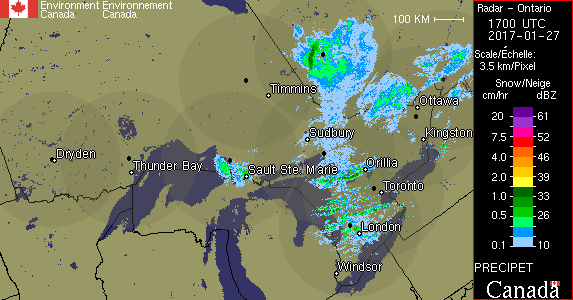 Environment Environnement
Canada Canada
100 KM
Timmins
Ottawa
Sudbury
Kingston
Dryden
Thunder Bay
Sault Ste. Marie
Orillia
Toronto
London
Windsor
Radar - Ontario
1700 UTC
2017-01-27
Scale/Échelle:
3.5 km/Pixel
Snow/Neige
cm/hr dBZ
20 61
7.5 52
4.0 46
2.0 39
1.0 33
0.5 26
0.1 10
PRECIPET
Canada